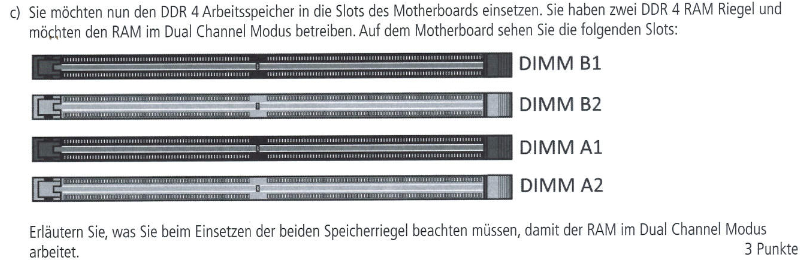 c) Sie möchten nun den DDR 4 Arbeitsspeicher in die Slots des Motherboards einsetzen. Sie haben zwei DDR 4 RAM Riegel und
möchten den RAM im Dual Channel Modus betreiben. Auf dem Motherboard sehen Sie die folgenden Slots:
DIMM B1
DIMM B2
DIMM A1
DIMM A2
Erläutern Sie, was Sie beim Einsetzen der beiden Speicherriegel beachten müssen, damit der RAM im Dual Channel Modus
arbeitet. 3 Punkte